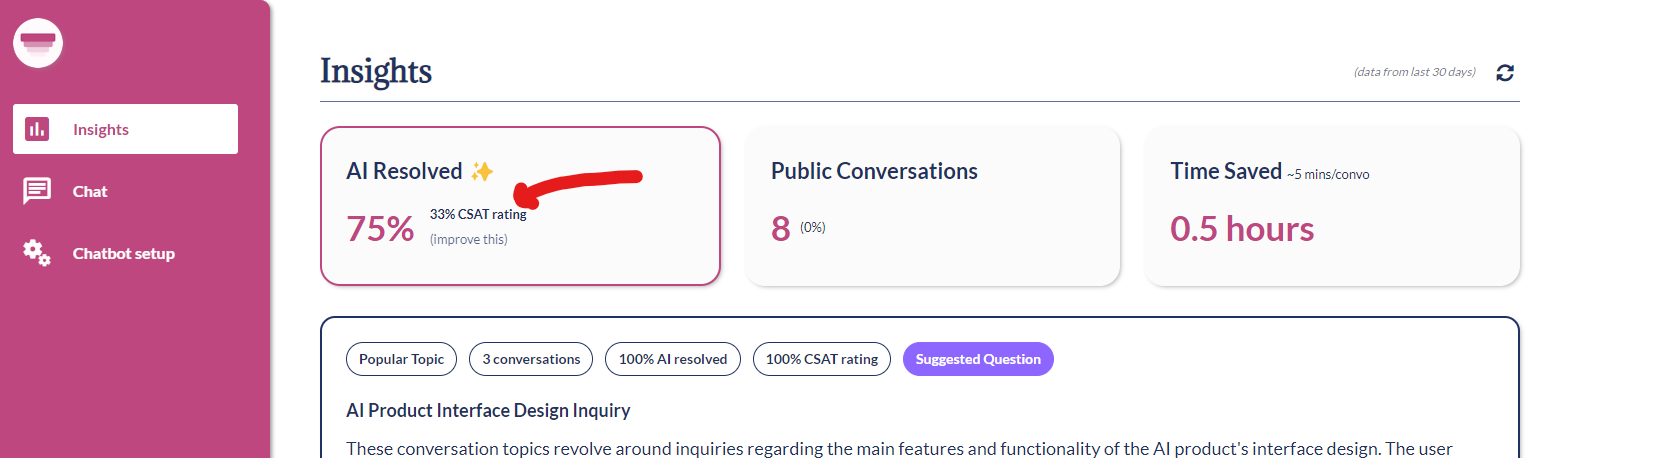 Insights
Chat
Chatbot setup
Insights
(data from last 30 days)
AI Resolved ✨
75%
33% CSAT rating
(improve this)
Public Conversations
8 (0%)
Time Saved ~5 mins/convo
0.5 hours
Popular Topic
3 conversations
100% AI resolved
100% CSAT rating
Suggested Question
AI Product Interface Design Inquiry
These conversation topics revolve around inquiries regarding the main features and functionality of the AI product's interface design. The user